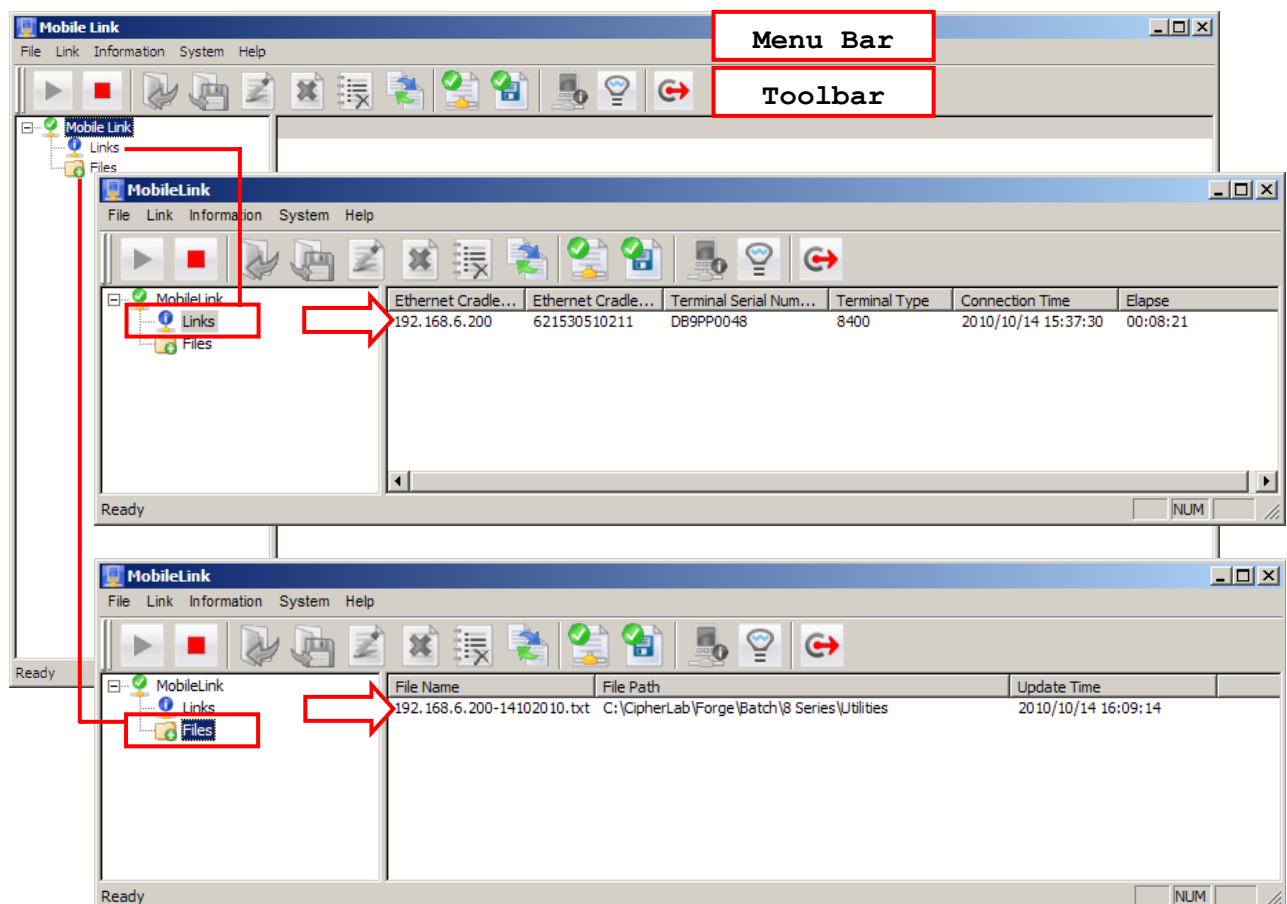 Mobile Link
Menu Bar
File Link Information System Help
Toolbar
Mobile Link
Links
Files
MobileLink
File Link Information System Help
MobileLink
Links
Files
Ethernet Cradle... Ethernet Cradle... Terminal Serial Num... Terminal Type Connection Time Elapse
192.168.6.200 621530510211 DB9PP0048 8400 2010/10/14 15:37:30 00:08:21
Ready NUM
MobileLink
File Link Information System Help
MobileLink
Links
Files
File Name File Path Update Time
192.168.6.200-14102010.txt C:\CipherLab\Forge\Batch\8 Series\Utilities 2010/10/14 16:09:14
Ready
Ready NUM